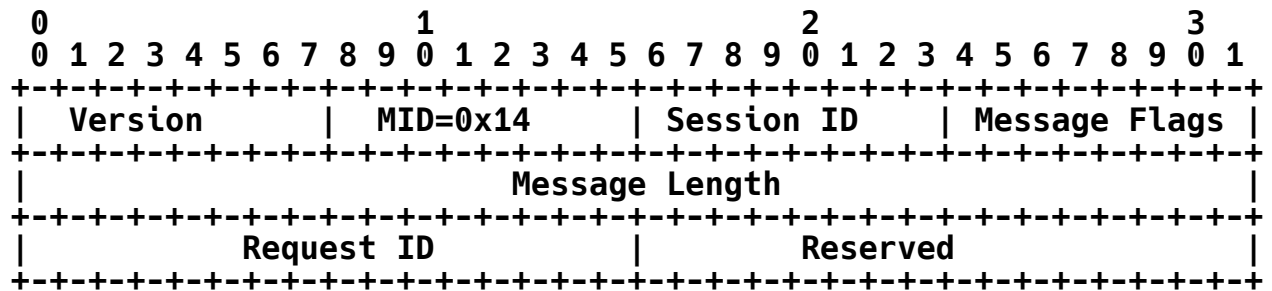 0                   1                   2                   3
 0 1 2 3 4 5 6 7 8 9 0 1 2 3 4 5 6 7 8 9 0 1 2 3 4 5 6 7 8 9 0 1
+-+-+-+-+-+-+-+-+-+-+-+-+-+-+-+-+-+-+-+-+-+-+-+-+-+-+-+-+-+-+-+-+
|  Version      |  MID=0x14     | Session ID    | Message Flags |
+-+-+-+-+-+-+-+-+-+-+-+-+-+-+-+-+-+-+-+-+-+-+-+-+-+-+-+-+-+-+-+-+
|                         Message Length                        |
+-+-+-+-+-+-+-+-+-+-+-+-+-+-+-+-+-+-+-+-+-+-+-+-+-+-+-+-+-+-+-+-+
|           Request ID          |        Reserved               |
+-+-+-+-+-+-+-+-+-+-+-+-+-+-+-+-+-+-+-+-+-+-+-+-+-+-+-+-+-+-+-+-+